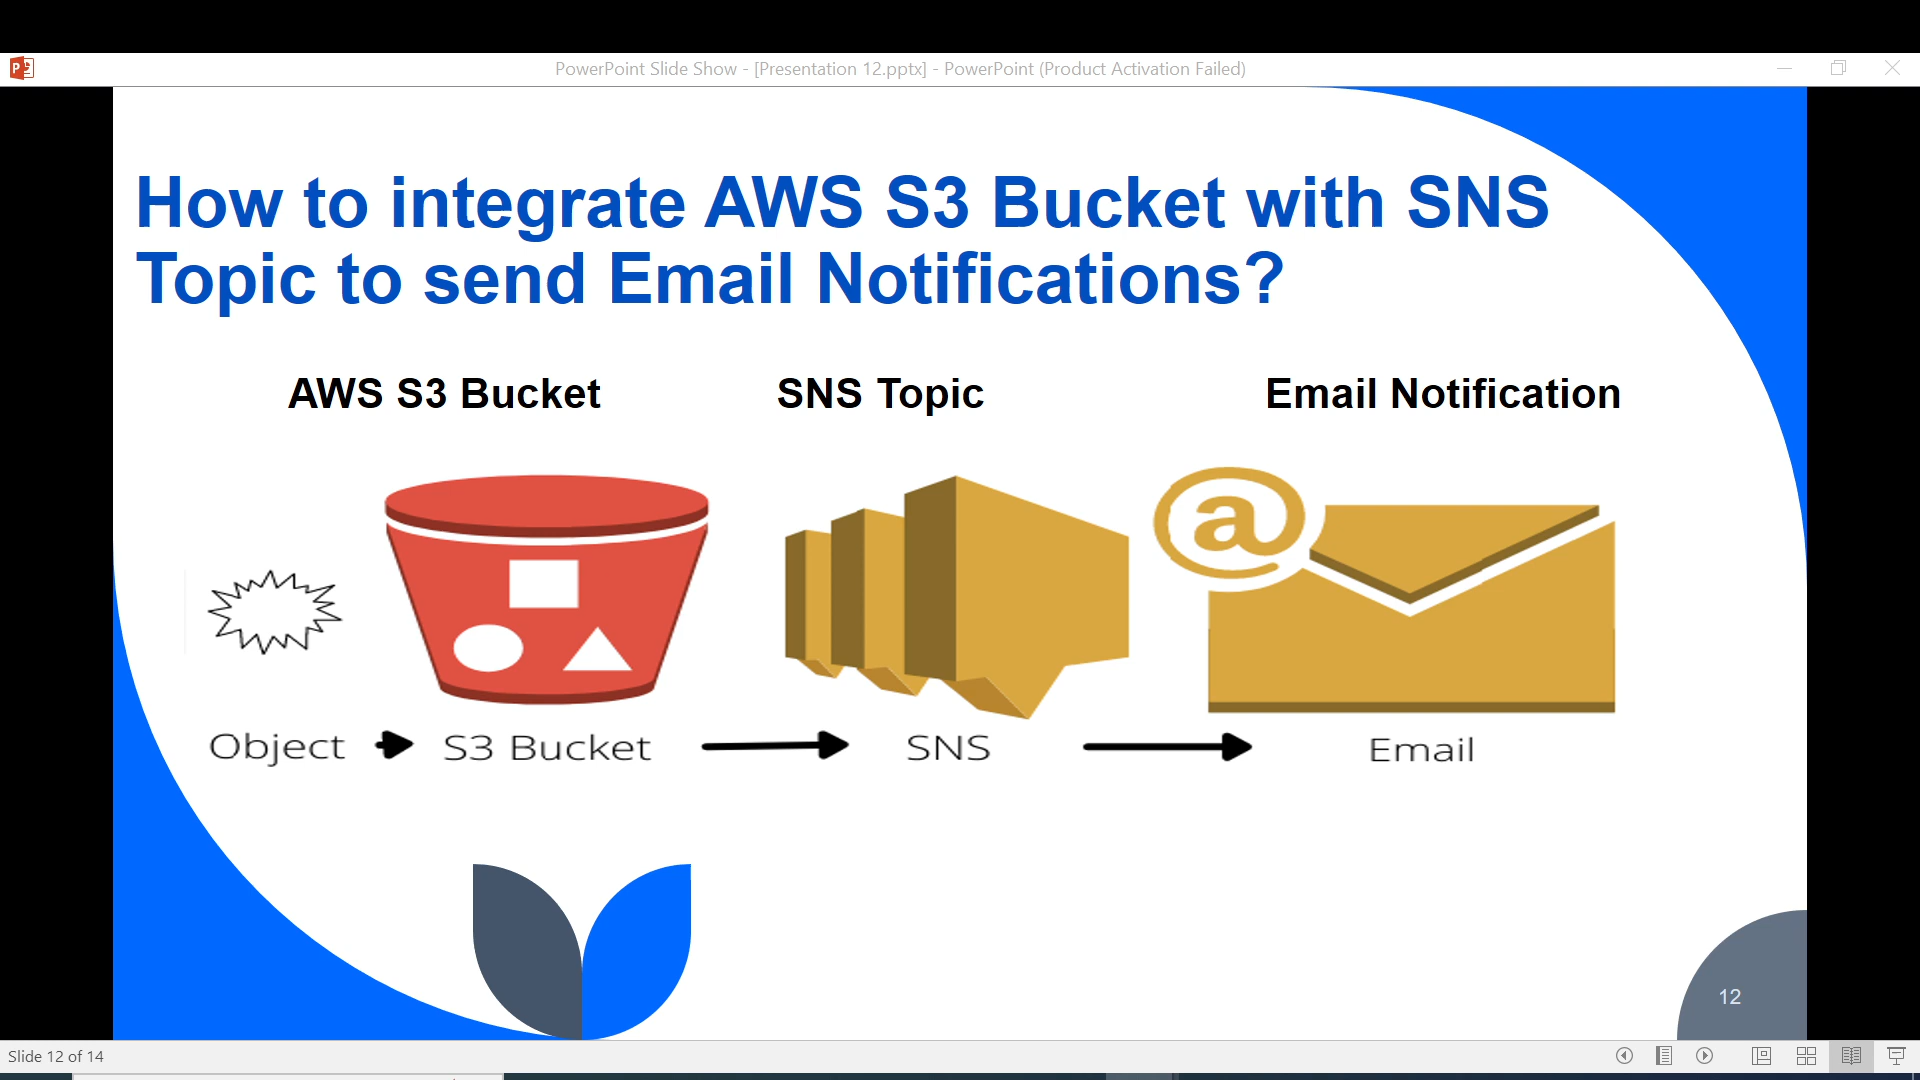 PowerPoint Slide Show - [Presentation 12.pptx] - PowerPoint (Product Activation Failed)
How to integrate AWS S3 Bucket with SNS
Topic to send Email Notifications?
AWS S3 Bucket SNS Topic Email Notification
@
Object S3 Bucket SNS Email
12
Slide 12 of 14